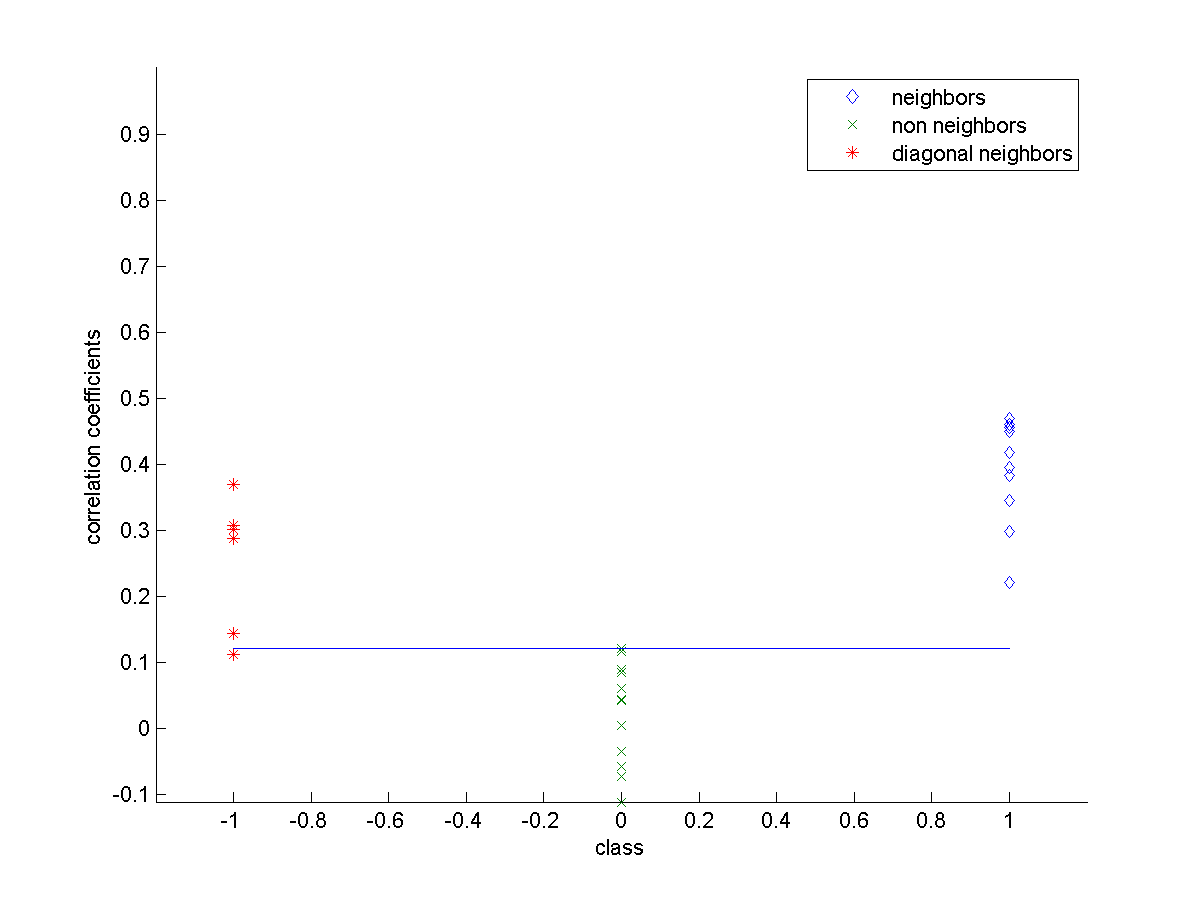 neighbors
non neighbors
diagonal neighbors
0.9
0.8
0.7
0.6
0.5
0.4
0.3
0.2
0.1
0
-0.1
correlation coefficients
-1 -0.8 -0.6 -0.4 -0.2 0 0.2 0.4 0.6 0.8 1
class